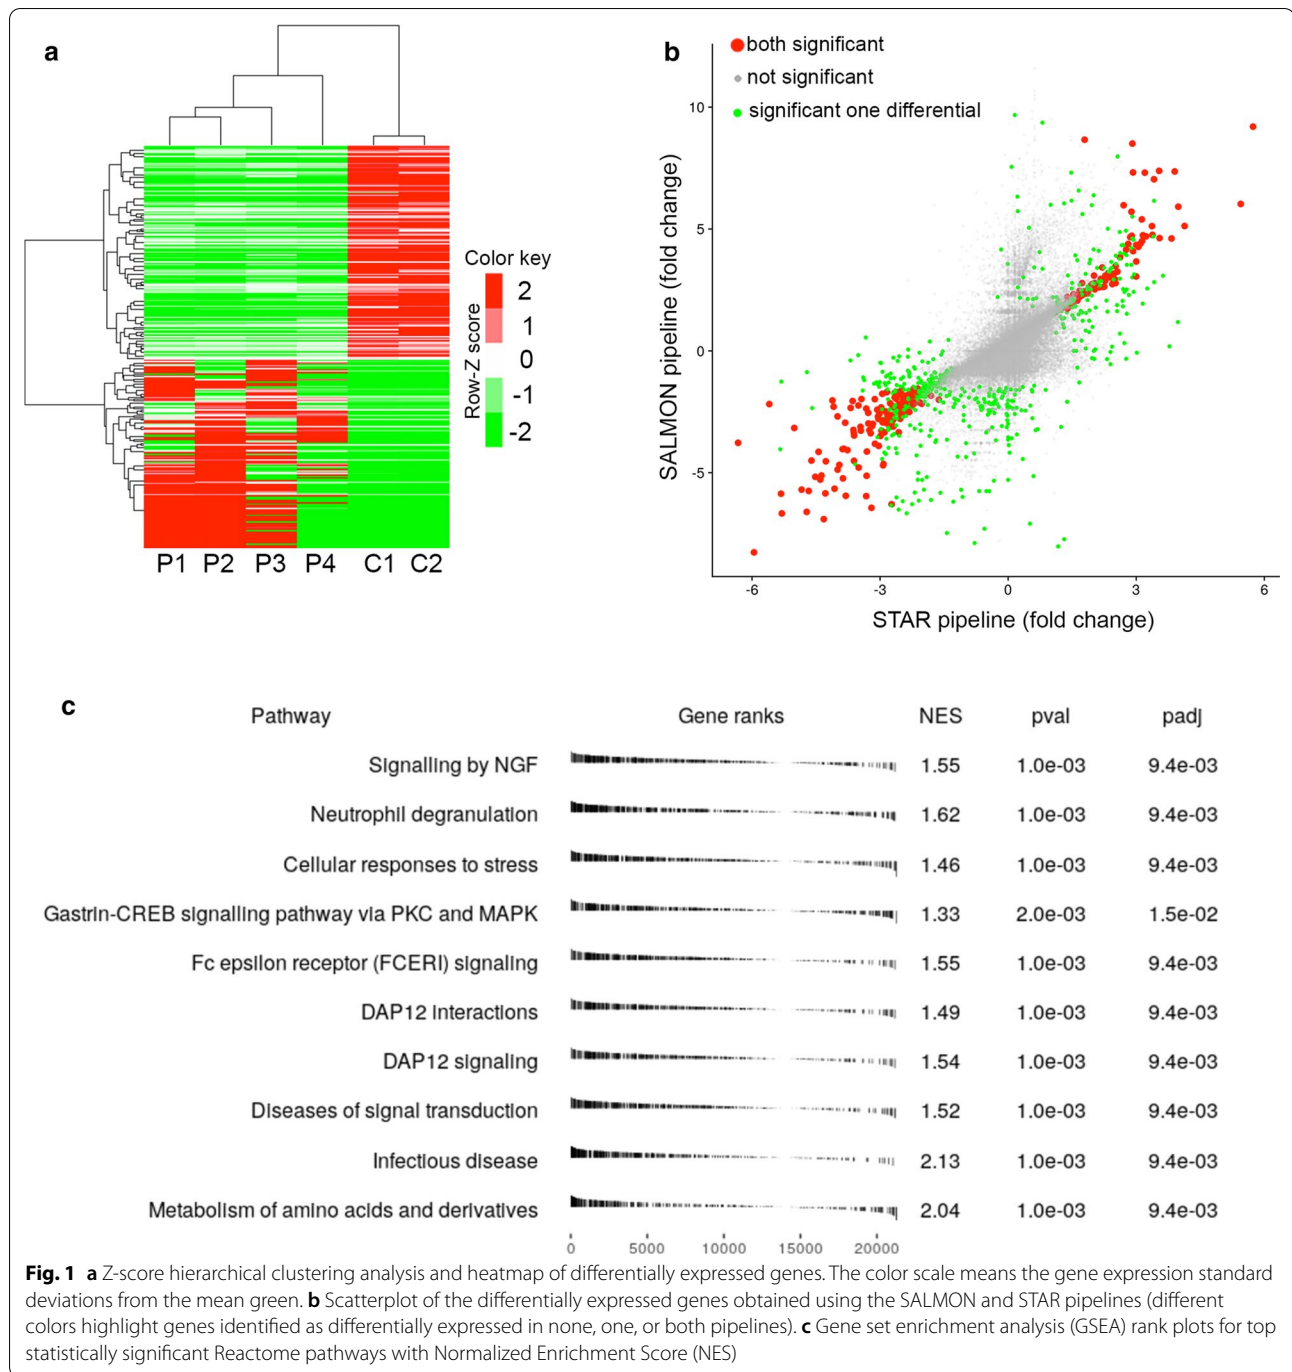 a
Color key
2
1
0
-1
-2
Row-Z score
P1 P2 P3 P4 C1 C2
b
both significant
not significant
significant one differential
10
5
0
-5
SALMON pipeline (fold change)
-6 -3 0 3 6
STAR pipeline (fold change)
c
Pathway Gene ranks NES pval padj
Signalling by NGF 1.55 1.0e-03 9.4e-03
Neutrophil degranulation 1.62 1.0e-03 9.4e-03
Cellular responses to stress 1.46 1.0e-03 9.4e-03
Gastrin-CREB signalling pathway via PKC and MAPK 1.33 2.0e-03 1.5e-02
Fc epsilon receptor (FCERI) signaling 1.55 1.0e-03 9.4e-03
DAP12 interactions 1.49 1.0e-03 9.4e-03
DAP12 signaling 1.54 1.0e-03 9.4e-03
Diseases of signal transduction 1.52 1.0e-03 9.4e-03
Infectious disease 2.13 1.0e-03 9.4e-03
Metabolism of amino acids and derivatives 2.04 1.0e-03 9.4e-03
0 5000 10000 15000 20000
Fig. 1 a Z-score hierarchical clustering analysis and heatmap of differentially expressed genes. The color scale means the gene expression standard
deviations from the mean green. b Scatterplot of the differentially expressed genes obtained using the SALMON and STAR pipelines (different
colors highlight genes identified as differentially expressed in none, one, or both pipelines). c Gene set enrichment analysis (GSEA) rank plots for top
statistically significant Reactome pathways with Normalized Enrichment Score (NES)